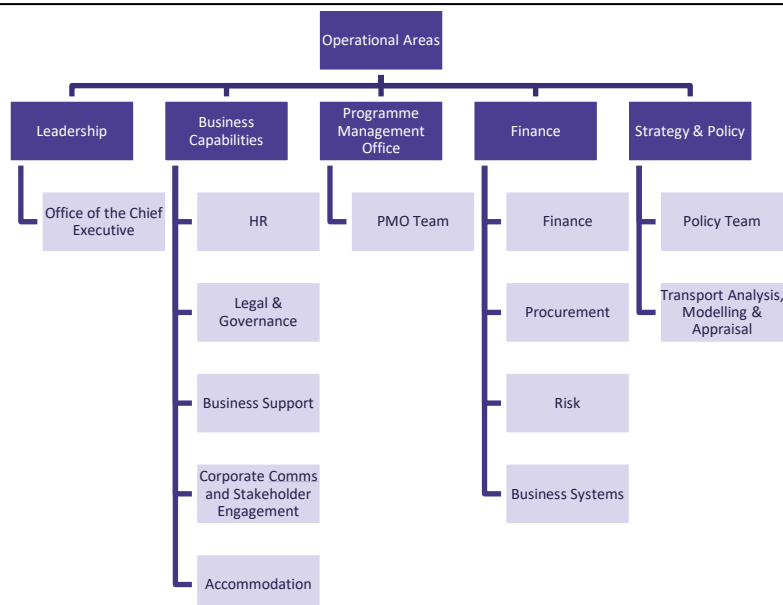 Operational Areas
Leadership
Business
Capabilities
Programme
Management
Office
Finance
Strategy & Policy
Office of the Chief
Executive
HR
Legal &
Governance
Business Support
Corporate Comms
and Stakeholder
Engagement
Accommodation
PMO Team
Finance
Procurement
Risk
Business Systems
Policy Team
Transport Analysis,
Modelling &
Appraisal